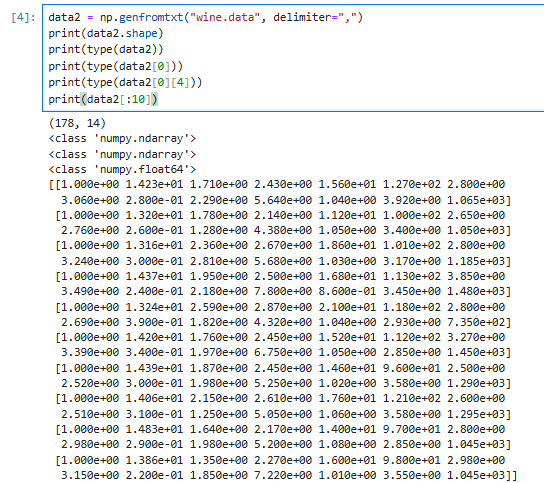 [4]: data2 = np.genfromtxt("wine.data", delimiter=",")
print(data2.shape)
print(type(data2))
print(type(data2[0]))
print(type(data2[0][4]))
print(data2[:10])
(178, 14)
<class 'numpy.ndarray'>
<class 'numpy.ndarray'>
<class 'numpy.float64'>
[[1.000e+00 1.423e+01 1.710e+00 2.430e+00 1.560e+01 1.270e+02 2.800e+00
3.060e+00 2.800e-01 2.290e+00 5.640e+00 1.040e+00 3.920e+00 1.065e+03]
[1.000e+00 1.320e+01 1.780e+00 2.140e+00 1.120e+01 1.000e+02 2.650e+00
2.760e+00 2.600e-01 1.280e+00 4.380e+00 1.050e+00 3.400e+00 1.050e+03]
[1.000e+00 1.316e+01 2.360e+00 2.670e+00 1.860e+01 1.010e+02 2.800e+00
3.240e+00 3.000e-01 2.810e+00 5.680e+00 1.030e+00 3.170e+00 1.185e+03]
[1.000e+00 1.437e+01 1.950e+00 2.500e+00 1.680e+01 1.130e+02 3.850e+00
3.490e+00 2.400e-01 2.180e+00 7.800e+00 8.600e-01 3.450e+00 1.480e+03]
[1.000e+00 1.324e+01 2.590e+00 2.870e+00 2.100e+01 1.180e+02 2.800e+00
2.690e+00 3.900e-01 1.820e+00 4.320e+00 1.040e+00 2.930e+00 7.350e+02]
[1.000e+00 1.420e+01 1.760e+00 2.450e+00 1.520e+01 1.120e+02 3.270e+00
3.390e+00 3.400e-01 1.970e+00 6.750e+00 1.050e+00 2.850e+00 1.450e+03]
[1.000e+00 1.439e+01 1.870e+00 2.450e+00 1.460e+01 9.600e+01 2.500e+00
2.520e+00 3.000e-01 1.980e+00 5.250e+00 1.020e+00 3.580e+00 1.290e+03]
[1.000e+00 1.406e+01 2.150e+00 2.610e+00 1.760e+01 1.210e+02 2.600e+00
2.510e+00 3.100e-01 1.250e+00 5.050e+00 1.060e+00 3.580e+00 1.295e+03]
[1.000e+00 1.483e+01 1.640e+00 2.170e+00 1.400e+01 9.700e+01 2.800e+00
2.980e+00 2.900e-01 1.980e+00 5.200e+00 1.080e+00 2.850e+00 1.045e+03]
[1.000e+00 1.386e+01 1.350e+00 2.270e+00 1.600e+01 9.800e+01 2.980e+00
3.150e+00 2.200e-01 1.850e+00 7.220e+00 1.010e+00 3.550e+00 1.045e+03]]